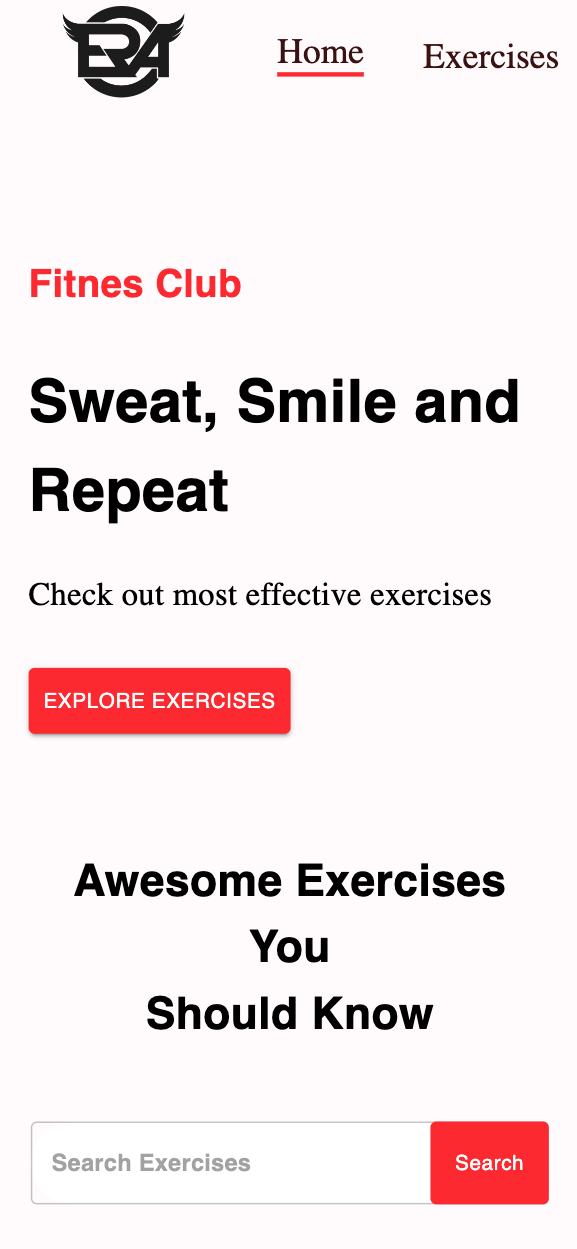 ERA
Home
Exercises
Fitnes Club
Sweat, Smile and
Repeat
Check out most effective exercises
EXPLORE EXERCISES
Awesome Exercises
You
Should Know
Search Exercises
Search